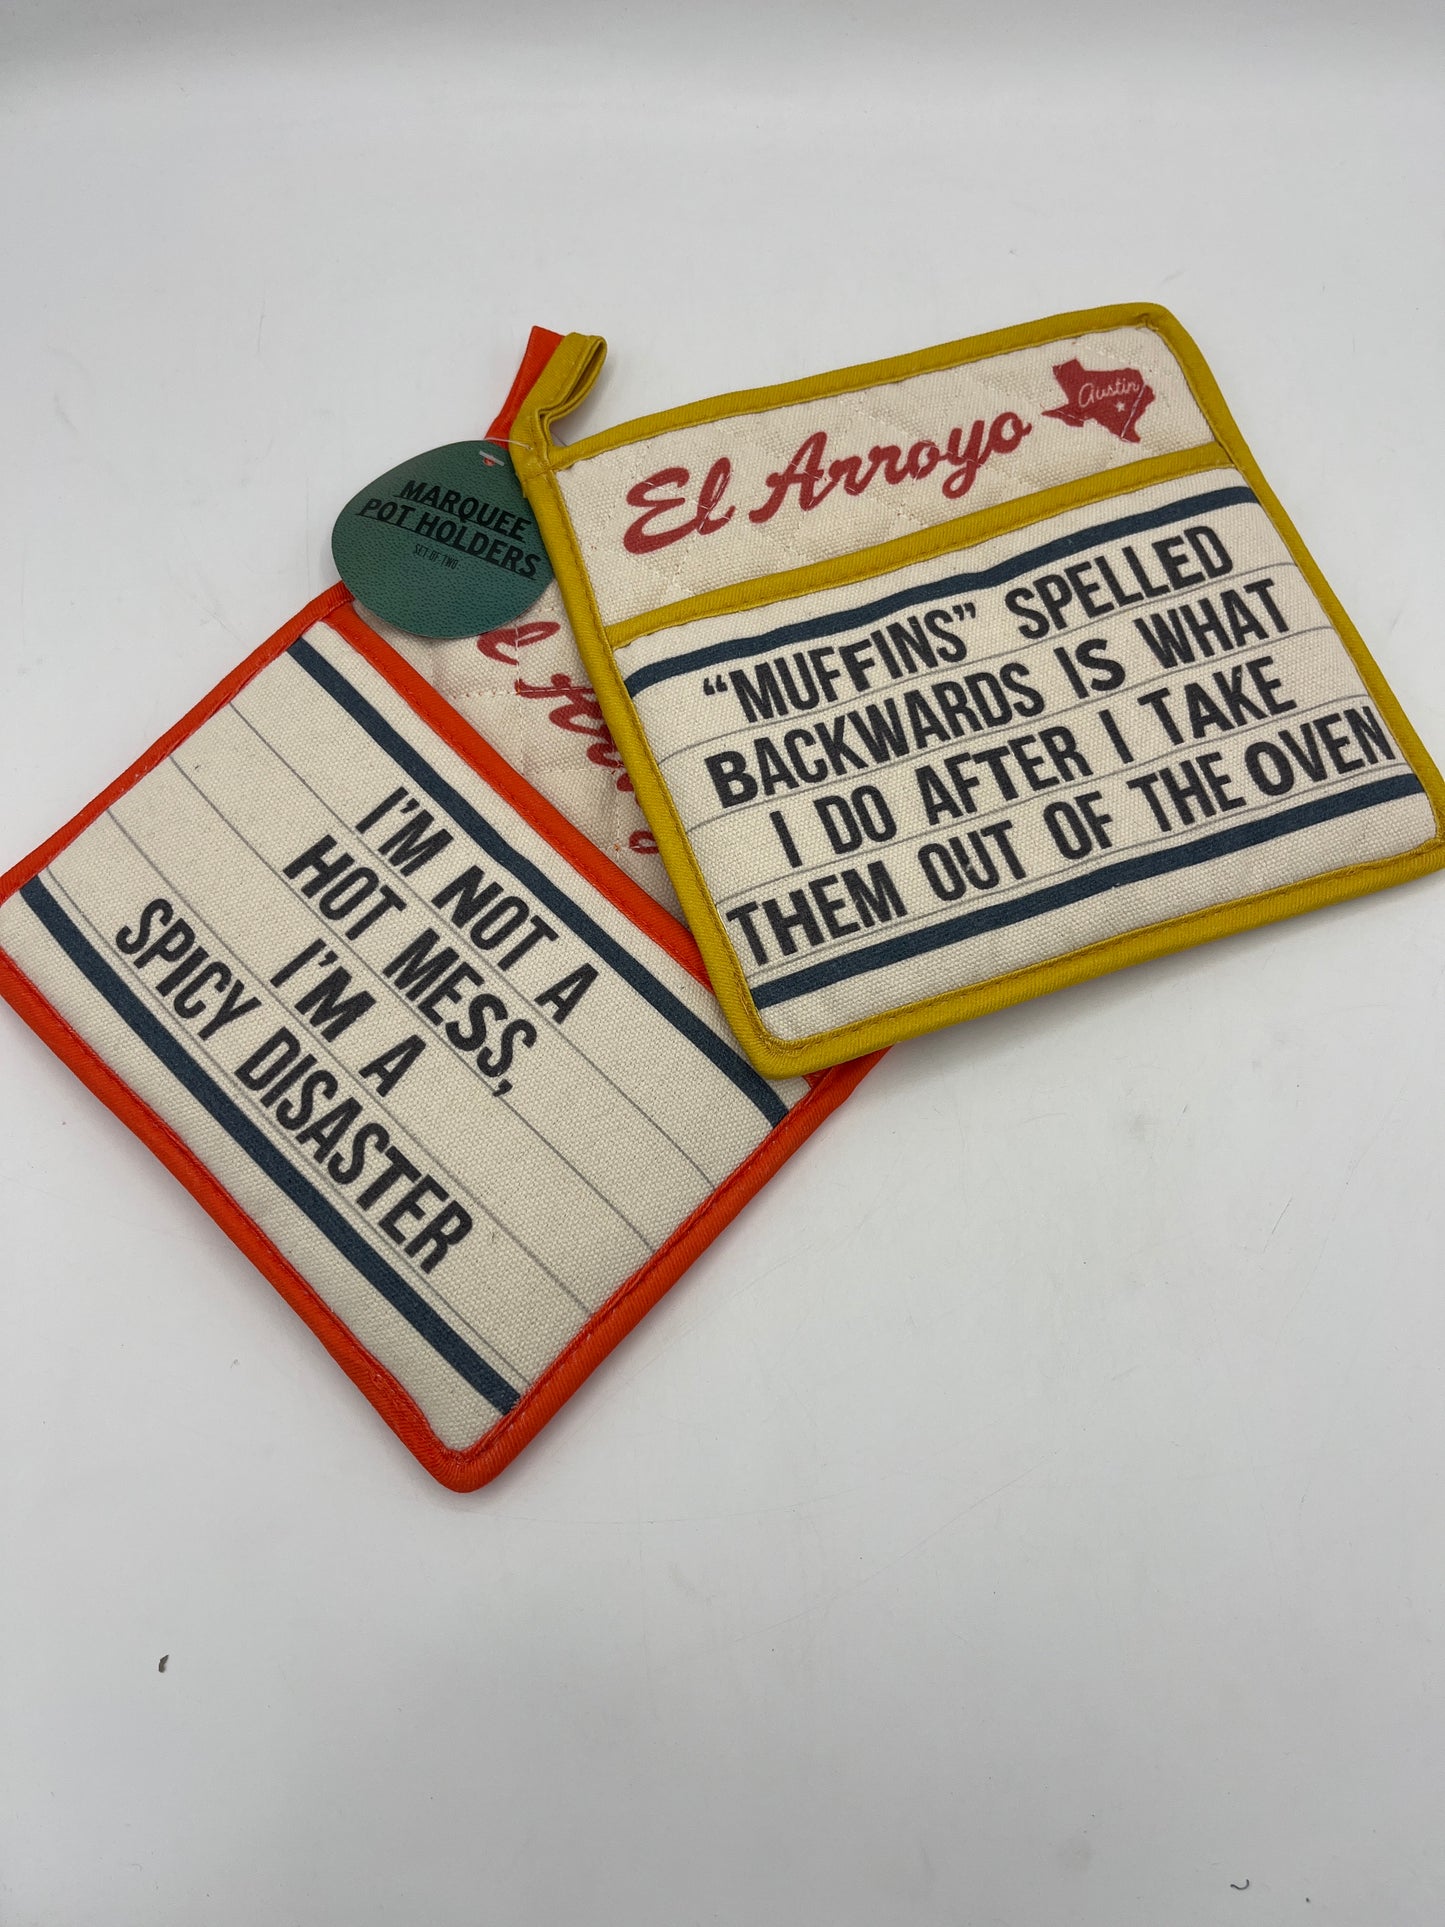 MARQUEE
POT HOLDERS
SET OF TWO
El Arroyo
Austin
“MUFFINS” SPELLED
BACKWARDS IS WHAT
I DO AFTER I TAKE
THEM OUT OF THE OVEN
I'M NOT A
HOT MESS,
I'M A
SPICY DISASTER